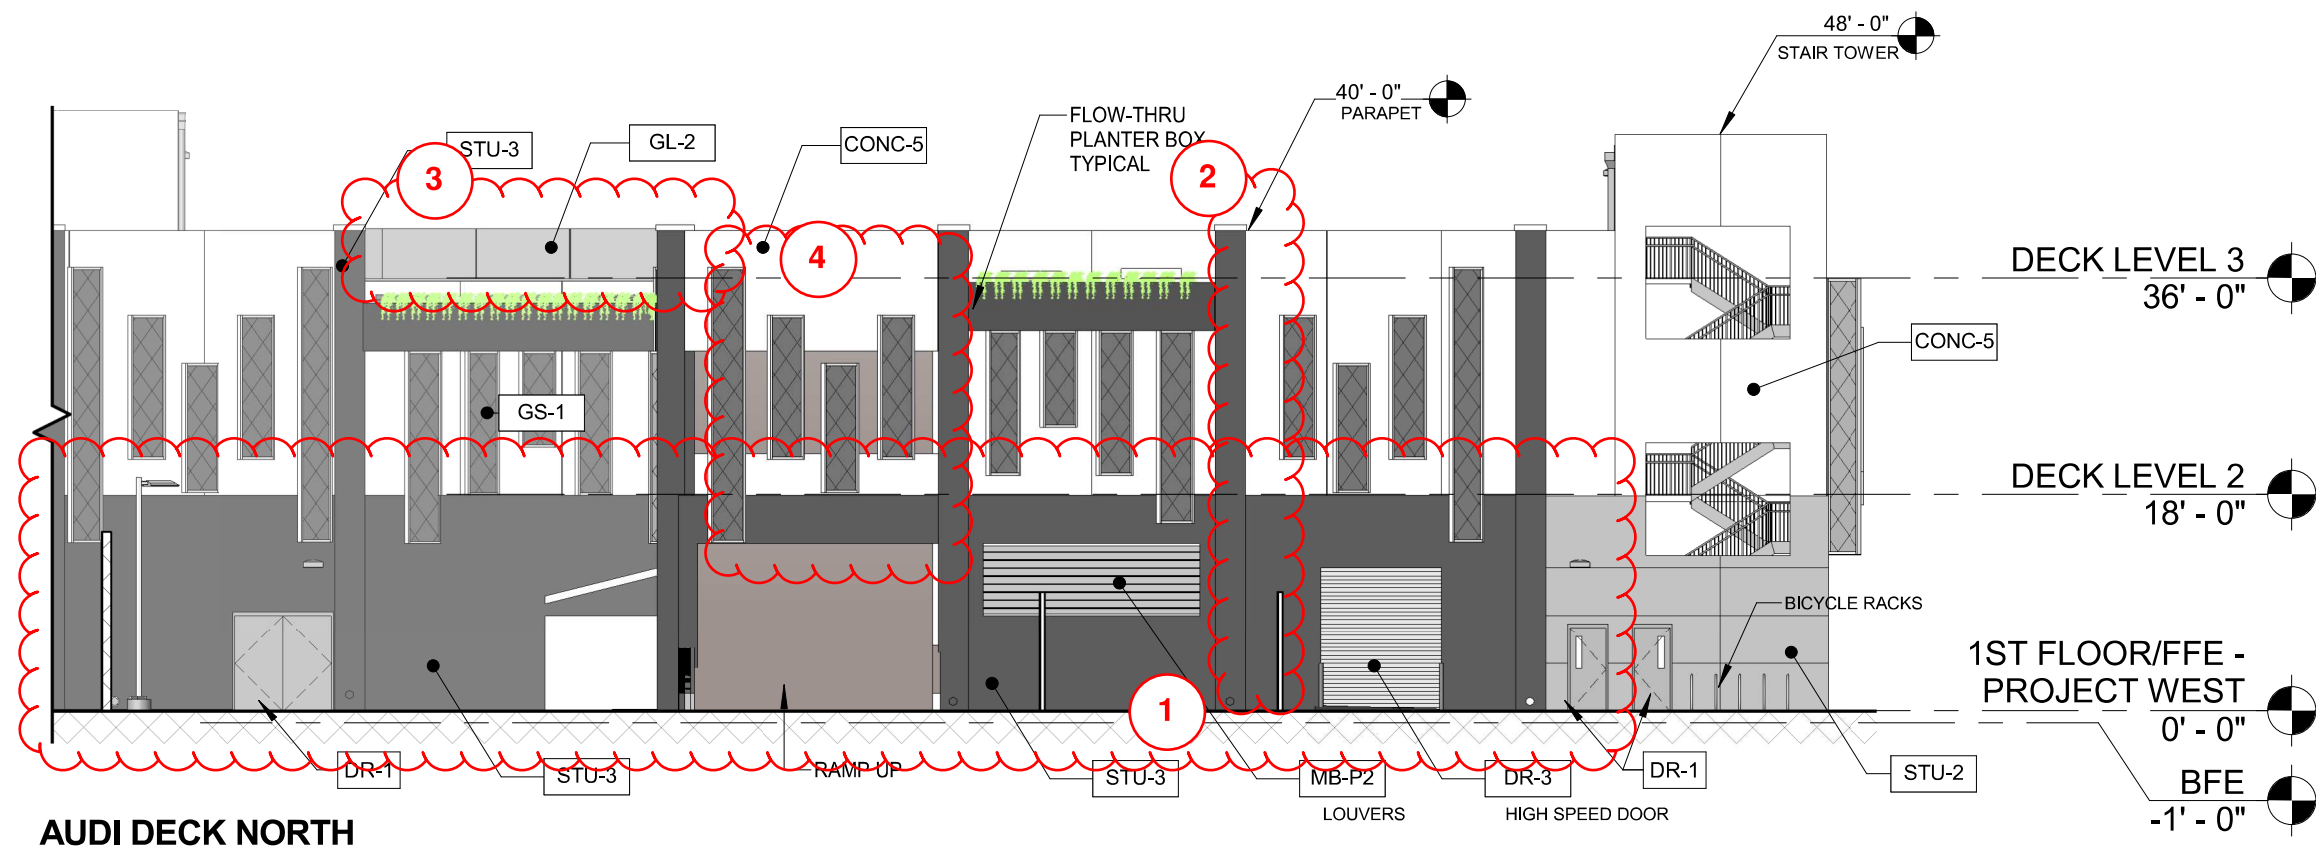 48' - 0"
STAIR TOWER
40' - 0"
PARAPET
FLOW-THRU
PLANTER BOX
TYPICAL
STU-3
GL-2
CONC-5
3
2
4
DECK LEVEL 3
36' - 0"
CONC-5
GS-1
DECK LEVEL 2
18' - 0"
BICYCLE RACKS
1ST FLOOR/FFE -
PROJECT WEST
0' - 0"
1
DR-1
STU-3
RAMP UP
STU-3
MB-P2
LOUVERS
DR-3
HIGH SPEED DOOR
DR-1
STU-2
BFE
-1' - 0"
AUDI DECK NORTH